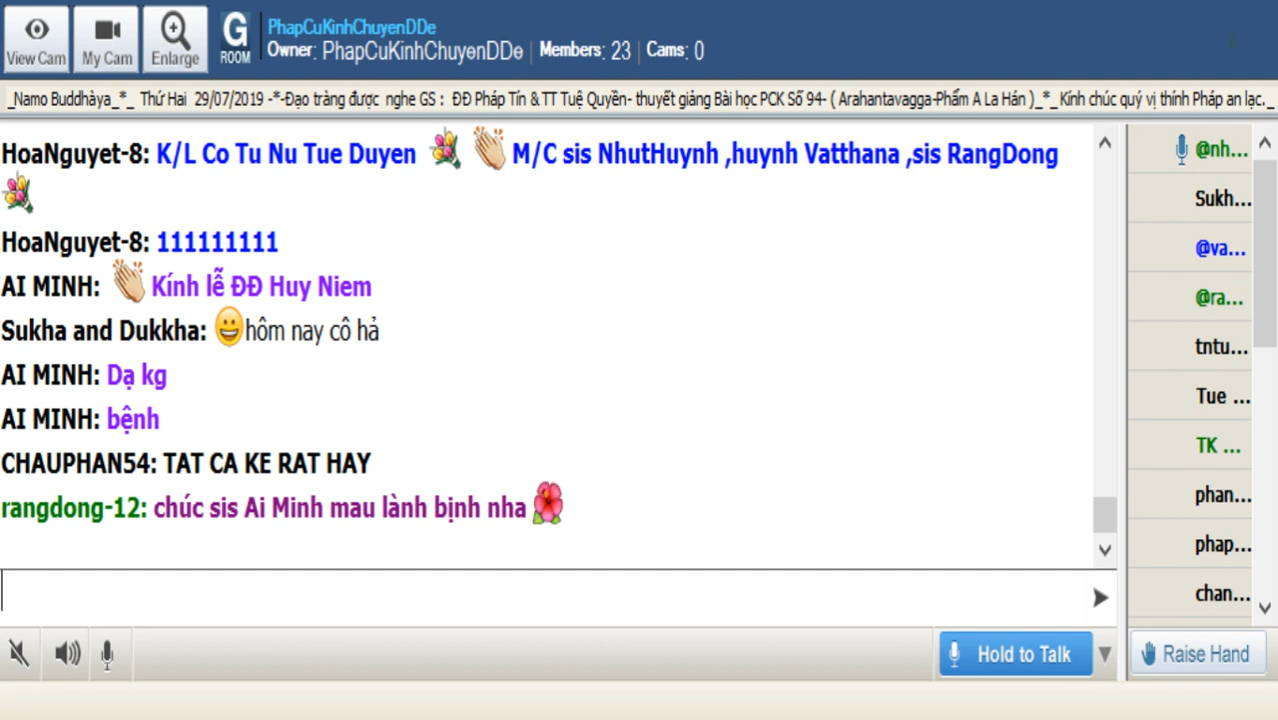 View Cam
My Cam
Enlarge
G
ROOM
PhapCuKinhChuyenDDe
Owner: PhapCuKinhChuyenDDe | Members: 23 | Cams: 0
_Namo Buddhàya_*_ Thứ Hai 29/07/2019 -*-Đạo tràng được nghe GS : ĐĐ Pháp Tín & TT Tuệ Quyền- thuyết giảng Bài học PCK Số 94- ( Arahantavagga-Phẩm A La Hán )_*_Kính chúc quý vị thính Pháp an lạc._
HoaNguyet-8: K/L Co Tu Nu Tue Duyen M/C sis NhutHuynh ,huynh Vatthana ,sis RangDong
HoaNguyet-8: 111111111
AI MINH: Kính lễ ĐĐ Huy Niem
Sukha and Dukkha: hôm nay cô hả
AI MINH: Dạ kg
AI MINH: bệnh
CHAUPHAN54: TAT CA KE RAT HAY
rangdong-12: chúc sis Ai Minh mau lành bịnh nha
@nh...
Sukh...
@va...
@ra...
tntu...
Tue ...
TK ...
phan...
phap...
chan...
Hold to Talk
Raise Hand